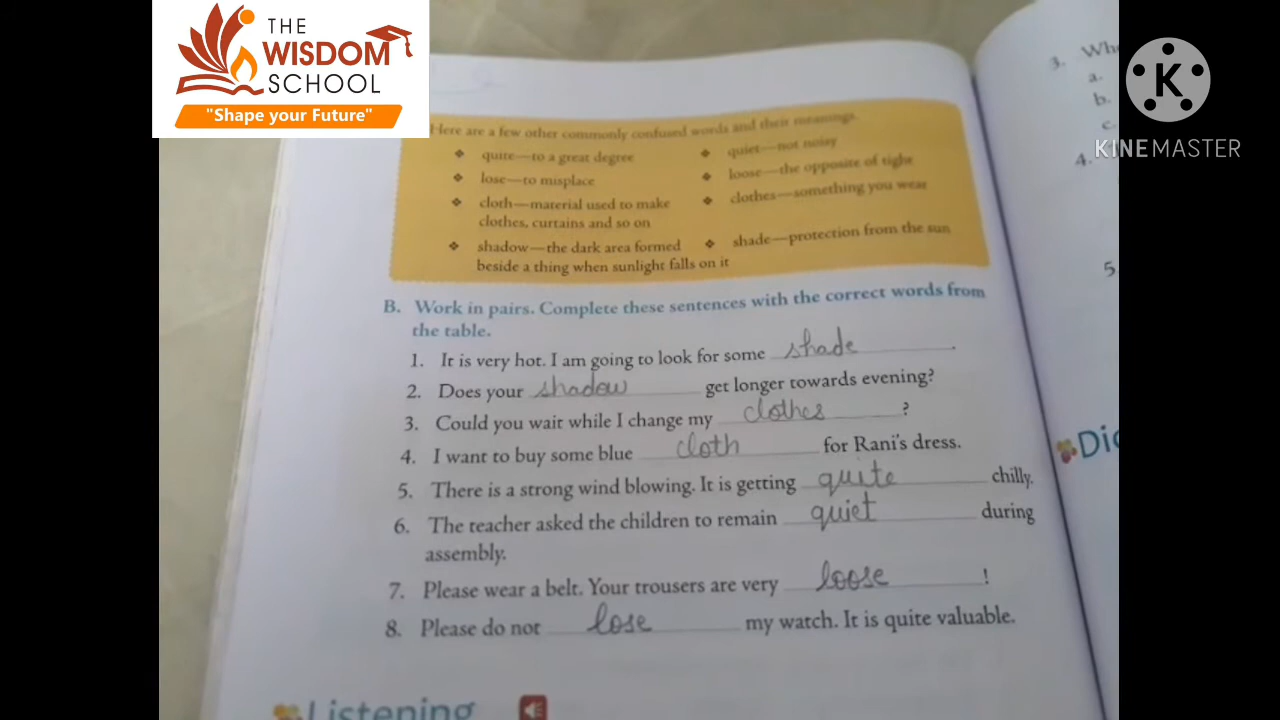 THE
WISDOM
SCHOOL
"Shape your Future"
K
KINEMASTER
Here are a few other commonly confused words and their meanings.
❖ quite—to a great degree
❖ quiet—not noisy
❖ lose—to misplace
❖ loose—the opposite of tight
❖ cloth—material used to make
clothes, curtains and so on
❖ clothes—something you wear
❖ shadow—the dark area formed
beside a thing when sunlight falls on it
❖ shade—protection from the sun
B. Work in pairs. Complete these sentences with the correct words from
the table.
1. It is very hot. I am going to look for some shade.
2. Does your shadow get longer towards evening?
3. Could you wait while I change my clothes?
4. I want to buy some blue cloth for Rani's dress.
5. There is a strong wind blowing. It is getting quite chilly.
6. The teacher asked the children to remain quiet during
assembly.
7. Please wear a belt. Your trousers are very loose!
8. Please do not lose my watch. It is quite valuable.
Listening
3.
a.
b.
c.
4.
5.